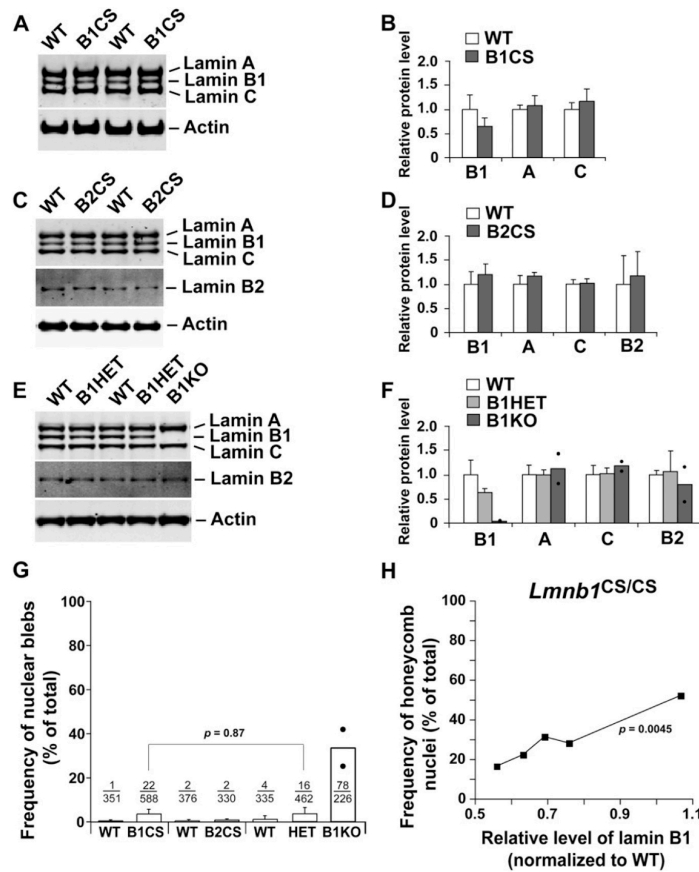 A
WT B1CS WT B1CS
Lamin A
Lamin B1
Lamin C
Actin
B
WT
B1CS
Relative protein level
2.0
1.5
1.0
0.5
0
B1 A C
C
WT B2CS WT B2CS
Lamin A
Lamin B1
Lamin C
Lamin B2
Actin
D
WT
B2CS
Relative protein level
2.0
1.5
1.0
0.5
0
B1 A C B2
E
WT B1HET WT B1HET B1KO
Lamin A
Lamin B1
Lamin C
Lamin B2
Actin
F
WT
B1HET
B1KO
Relative protein level
2.0
1.5
1.0
0.5
0
B1 A C B2
G
Frequency of nuclear blebs
(% of total)
100
80
60
40
20
0
p = 0.87
1 22 2 2 4 16 78
351 588 376 330 335 462 226
WT B1CS WT B2CS WT HET B1KO
H
Lmnb1CS/CS
Frequency of honeycomb
nuclei (% of total)
100
80
60
40
20
0
p = 0.0045
0.5 0.7 0.9 1.1
Relative level of lamin B1
(normalized to WT)